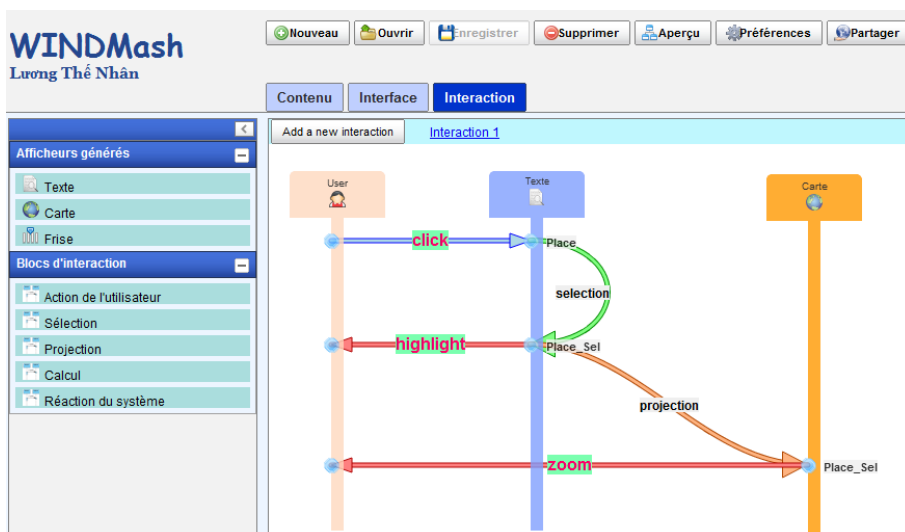 WINDMash
Lương Thế Nhân
Nouveau Ouvrir Enregistrer Supprimer Aperçu Préférences Partager
Contenu Interface Interaction
Add a new interaction Interaction 1
Afficheurs générés
Texte
Carte
Frise
Blocs d'interaction
Action de l'utilisateur
Sélection
Projection
Calcul
Réaction du système
User Texte Carte
click Place
selection
highlight Place_Sel
projection
zoom Place_Sel